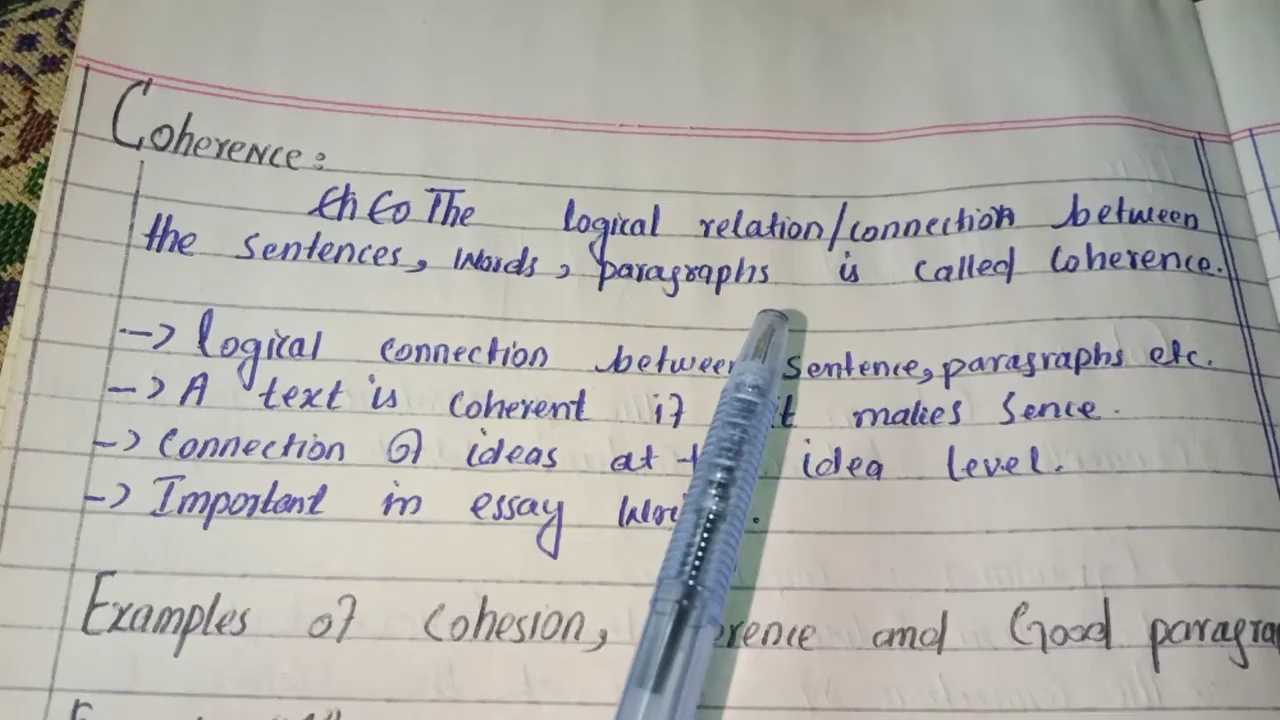 Coherence:
The logical relation/connection between
the sentences, words, paragraphs is called Coherence.
-> Logical connection between sentence, paragraphs etc.
-> A text is coherent if it makes Sence.
-> Connection of ideas at idea level.
-> Important in essay
Examples of Cohesion, and Good